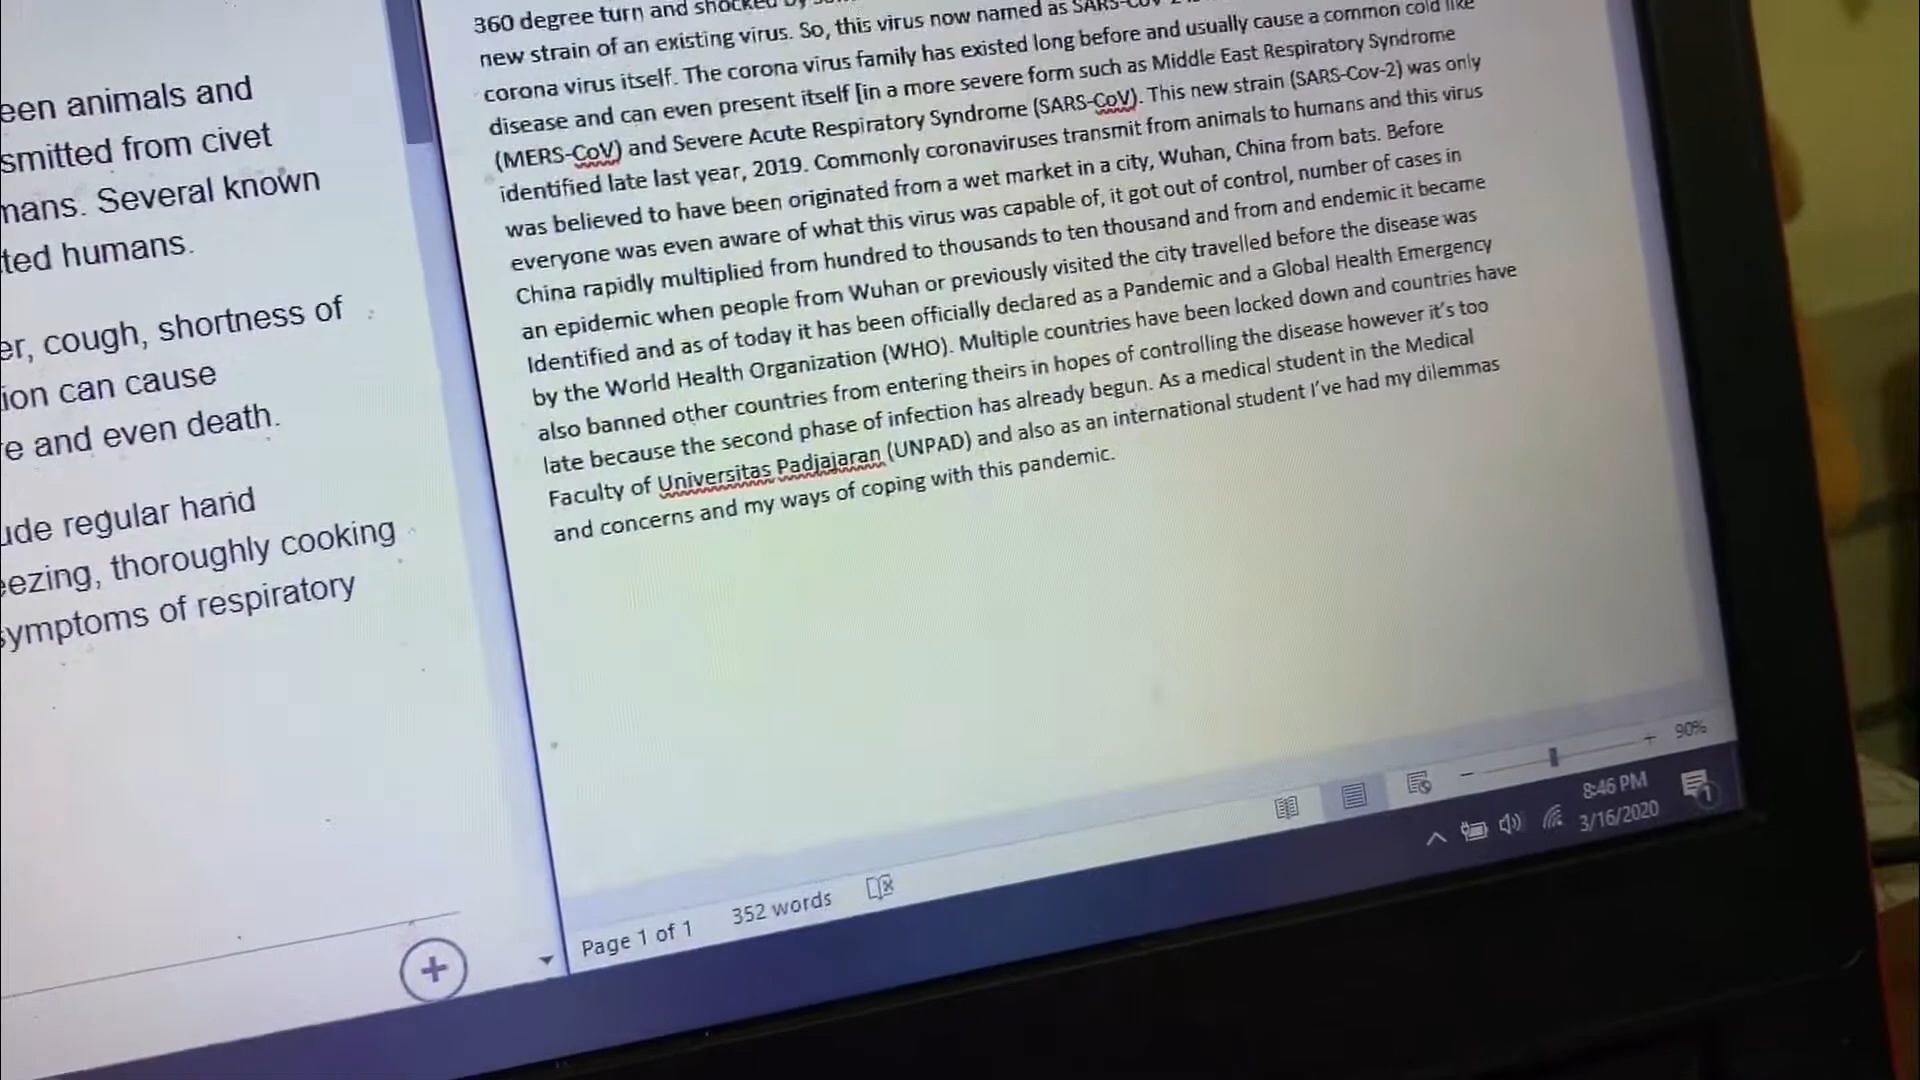 een animals and
smitted from civet
mans. Several known
ted humans.
er, cough, shortness of
ion can cause
e and even death.
ude regular hand
eezing, thoroughly cooking
symptoms of respiratory
360 degree turn and shocked by
new strain of an existing virus. So, this virus now named as SARS-Cov-2
corona virus itself. The corona virus family has existed long before and usually cause a common cold like
disease and can even present itself [in a more severe form such as Middle East Respiratory Syndrome
(MERS-CoV) and Severe Acute Respiratory Syndrome (SARS-CoV). This new strain (SARS-Cov-2) was only
identified late last year, 2019. Commonly coronaviruses transmit from animals to humans and this virus
was believed to have been originated from a wet market in a city, Wuhan, China from bats. Before
everyone was even aware of what this virus was capable of, it got out of control, number of cases in
China rapidly multiplied from hundred to thousands to ten thousand and from and endemic it became
an epidemic when people from Wuhan or previously visited the city travelled before the disease was
Identified and as of today it has been officially declared as a Pandemic and a Global Health Emergency
by the World Health Organization (WHO). Multiple countries have been locked down and countries have
also banned other countries from entering theirs in hopes of controlling the disease however it's too
late because the second phase of infection has already begun. As a medical student in the Medical
Faculty of Universitas Padjajaran (UNPAD) and also as an international student I've had my dilemmas
and concerns and my ways of coping with this pandemic.
90%
8:46 PM
3/16/2020
1
Page 1 of 1 352 words